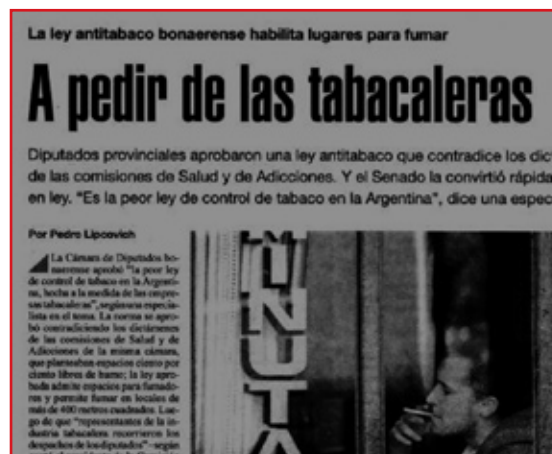 La ley antitabaco bonaerense habilita lugares para fumar
A pedir de las tabacaleras
Diputados provinciales aprobaron una ley antitabaco que contradice los dic
de las comisiones de Salud y de Adicciones. Y el Senado la convirtió rápida
en ley. "Es la peor ley de control de tabaco en la Argentina", dice una espec
Por Pedro Lipcovich
La Cámara de Diputados bo-
naerense aprobó "la peor ley
de control de tabaco en la Argenti-
na, hecha a la medida de las empre-
sas tabacaleras", según una especia-
lista en el tema. La norma se apro-
bó contradiciendo los dictámenes
de las comisiones de Salud y de
Adicciones de la misma cámara,
que planteaban espacios ciento por
ciento libres de humo; la ley apro-
bada admite espacios para fumado-
res y permite fumar en locales de
más de 400 metros cuadrados. Lue-
go de que "representantes de la in-
dustria tabacalera recorrieron los
despachos de los diputados" –según
MINUTA